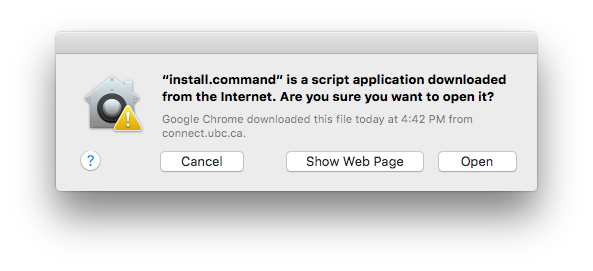 “install.command” is a script application downloaded
from the Internet. Are you sure you want to open it?
Google Chrome downloaded this file today at 4:42 PM from
connect.ubc.ca.
?
Cancel
Show Web Page
Open